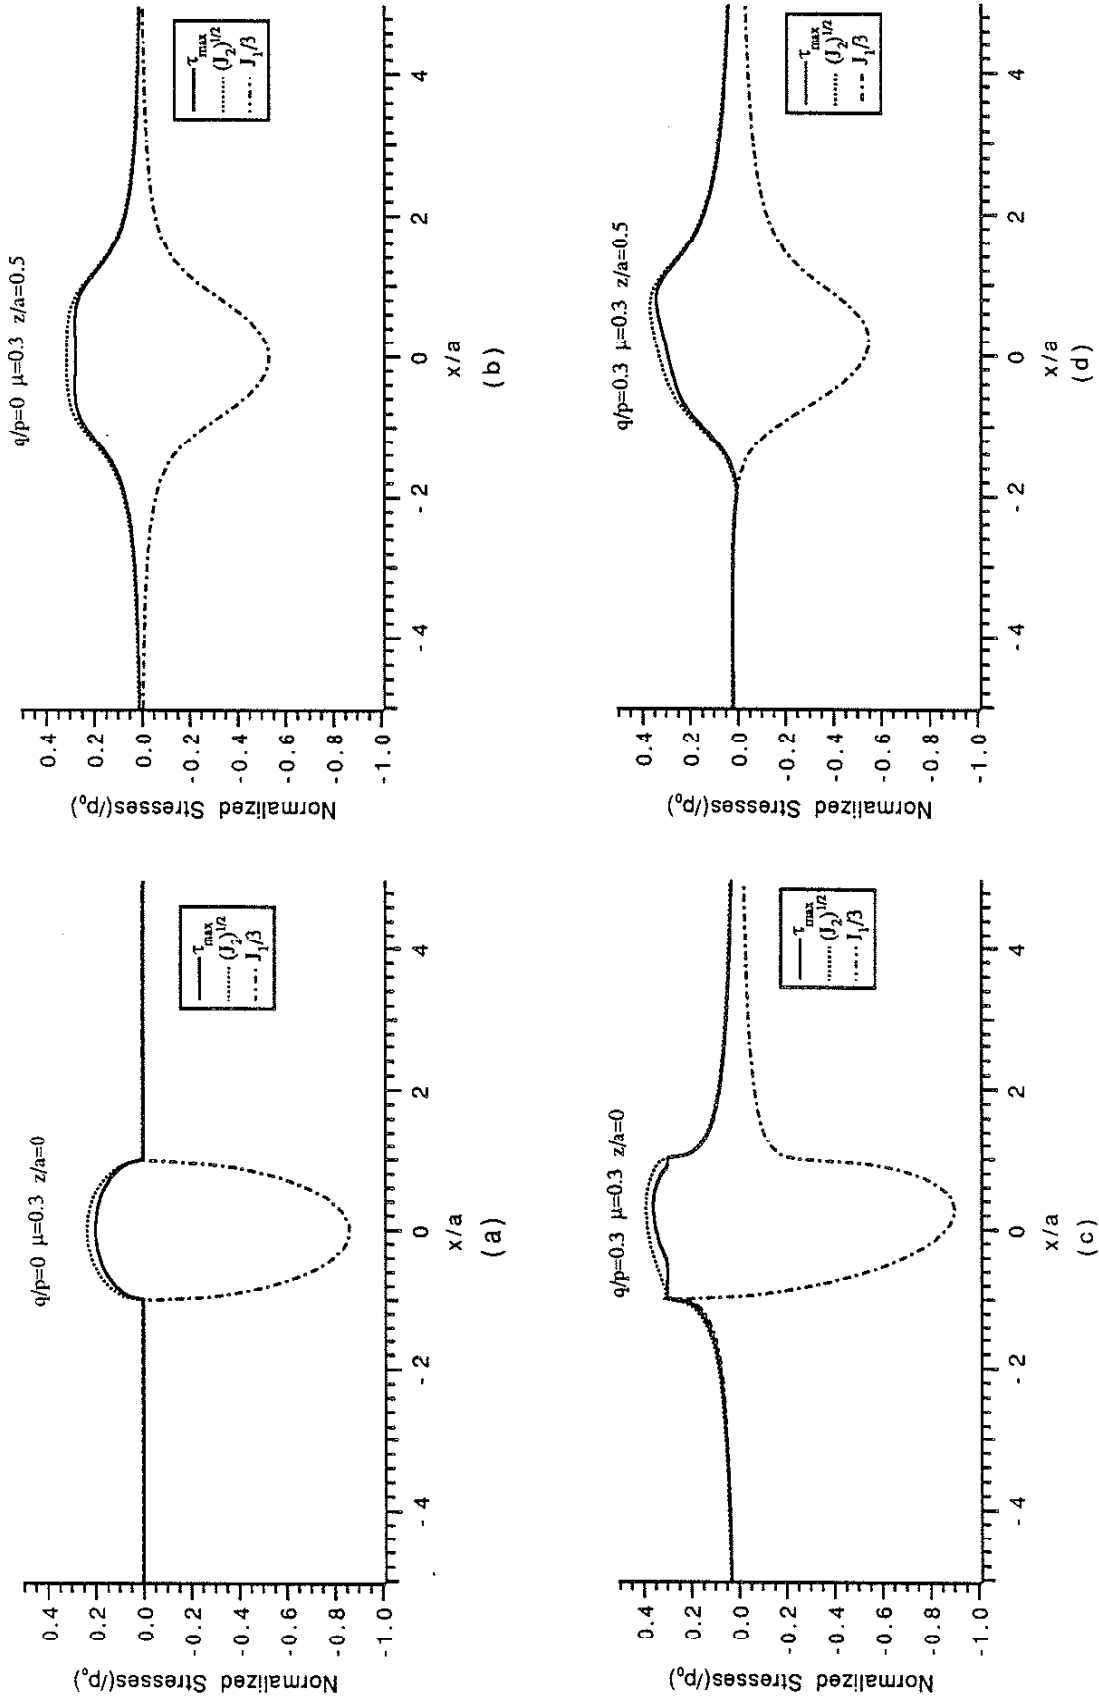 q/p=0 μ=0.3 z/a=0
τmax
(J2)1/2
J1/3
0.4
0.2
0.0
-0.2
-0.4
-0.6
-0.8
-1.0
Normalized Stresses(/p0)
-4
-2
0
2
4
x/a
(a)
q/p=0 μ=0.3 z/a=0.5
τmax
(J2)1/2
J1/3
0.4
0.2
0.0
-0.2
-0.4
-0.6
-0.8
-1.0
Normalized Stresses(/p0)
-4
-2
0
2
4
x/a
(b)
q/p=0.3 μ=0.3 z/a=0
τmax
(J2)1/2
J1/3
0.4
0.2
0.0
-0.2
-0.4
-0.6
-0.8
-1.0
Normalized Stresses(/p0)
-4
-2
0
2
4
x/a
(c)
q/p=0.3 μ=0.3 z/a=0.5
τmax
(J2)1/2
J1/3
0.4
0.2
0.0
-0.2
-0.4
-0.6
-0.8
-1.0
Normalized Stresses(/p0)
-4
-2
0
2
4
x/a
(d)